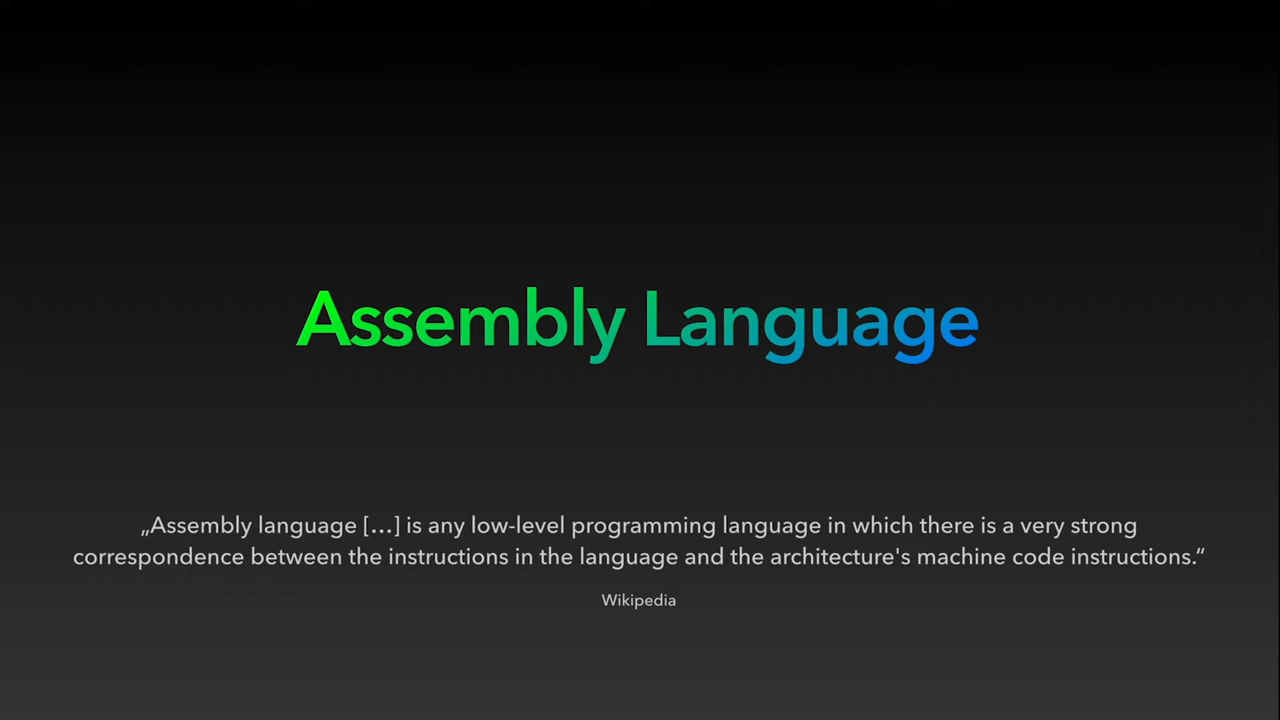 Assembly Language
„Assembly language […] is any low-level programming language in which there is a very strong
correspondence between the instructions in the language and the architecture's machine code instructions.“
Wikipedia